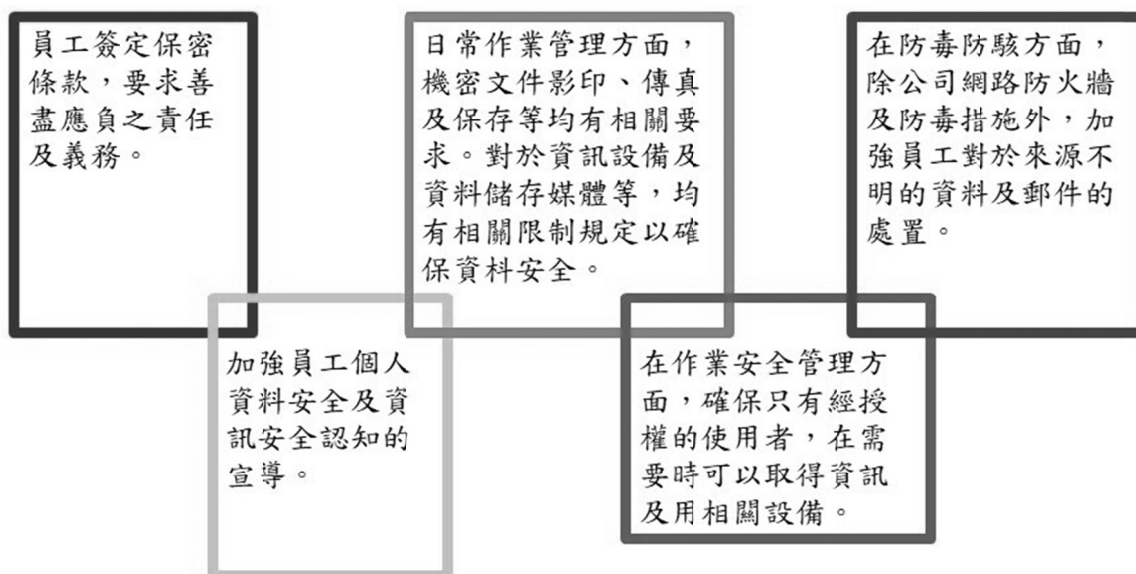 員工簽定保密
條款，要求善
盡應負之責任
及義務。
加強員工個人
資料安全及資
訊安全認知的
宣導。
日常作業管理方面，
機密文件影印、傳真
及保存等均有相關要
求。對於資訊設備及
資料儲存媒體等，均
有相關限制規定以確
保資料安全。
在作業安全管理方
面，確保只有經授
權的使用者，在需
要時可以取得資訊
及用相關設備。
在防毒防駭方面，
除公司網路防火牆
及防毒措施外，加
強員工對於來源不
明的資料及郵件的
處置。